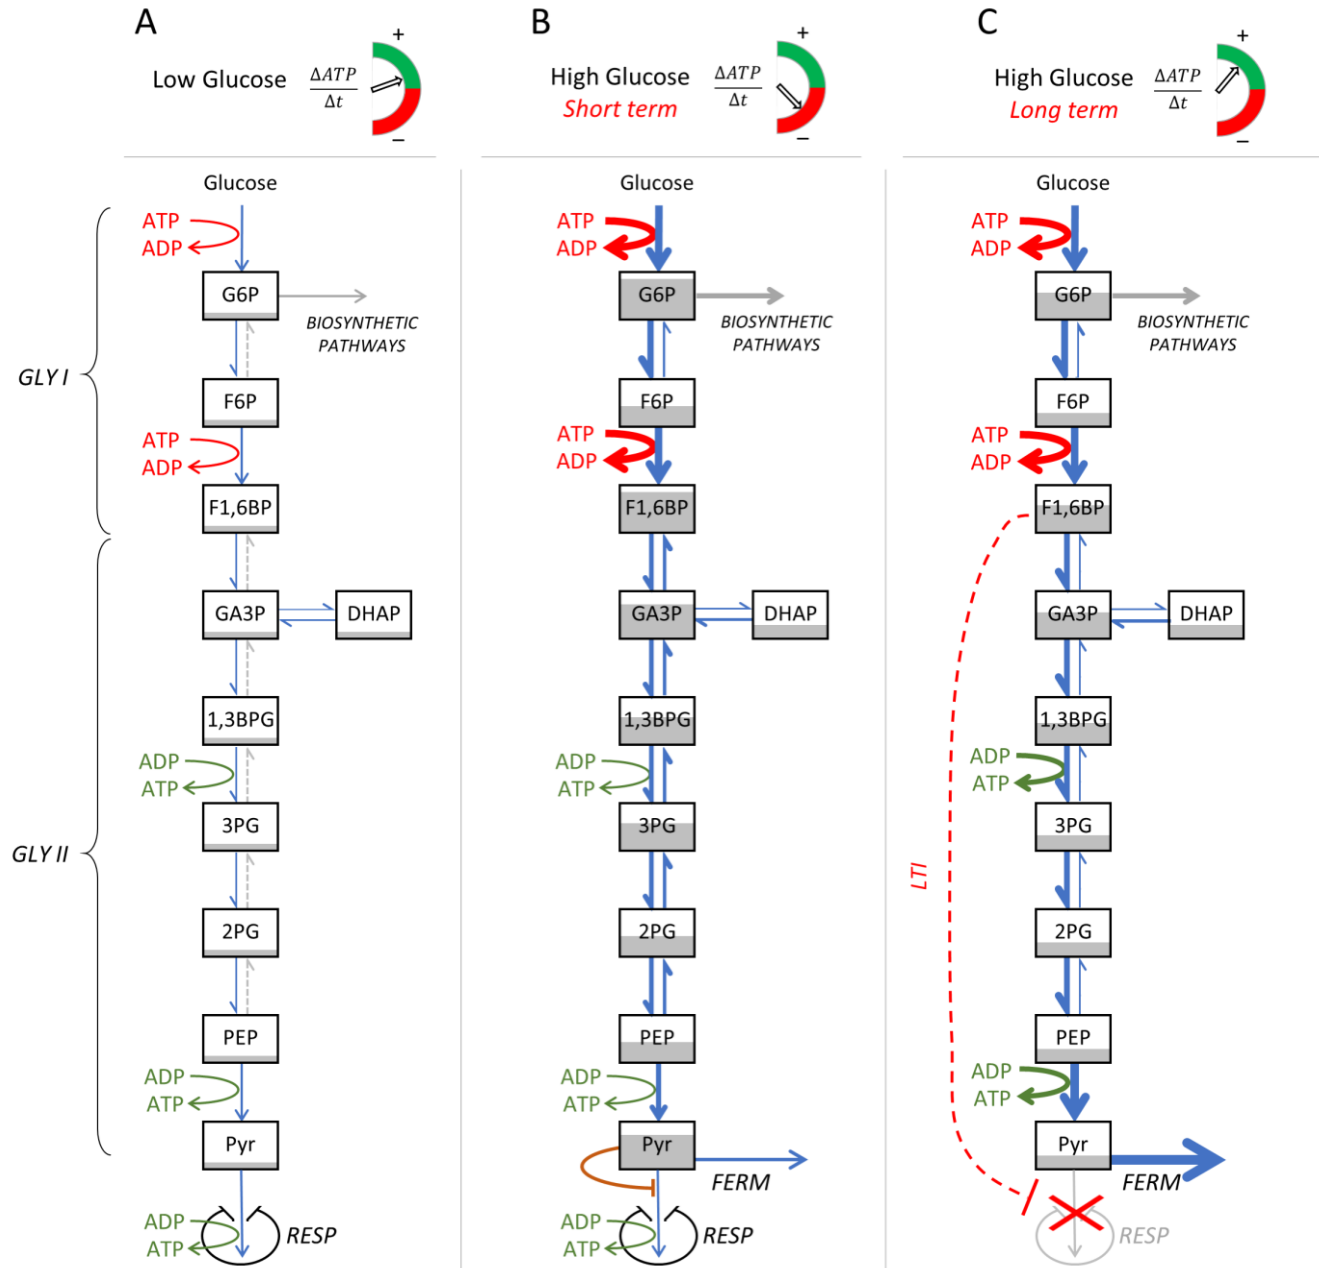 A
Low Glucose
ΔATP
Δt
+
−
Glucose
ATP
ADP
G6P
BIOSYNTHETIC
PATHWAYS
GLY I
F6P
ATP
ADP
F1,6BP
GA3P
DHAP
1,3BPG
ADP
ATP
3PG
GLY II
2PG
PEP
ADP
ATP
Pyr
ADP
ATP
RESP
B
High Glucose
Short term
ΔATP
Δt
+
−
Glucose
ATP
ADP
G6P
BIOSYNTHETIC
PATHWAYS
F6P
ATP
ADP
F1,6BP
GA3P
DHAP
1,3BPG
ADP
ATP
3PG
2PG
PEP
ADP
ATP
Pyr
FERM
ADP
ATP
RESP
C
High Glucose
Long term
ΔATP
Δt
+
−
Glucose
ATP
ADP
G6P
BIOSYNTHETIC
PATHWAYS
F6P
ATP
ADP
F1,6BP
GA3P
DHAP
1,3BPG
ADP
ATP
3PG
LTI
2PG
PEP
ADP
ATP
Pyr
FERM
RESP